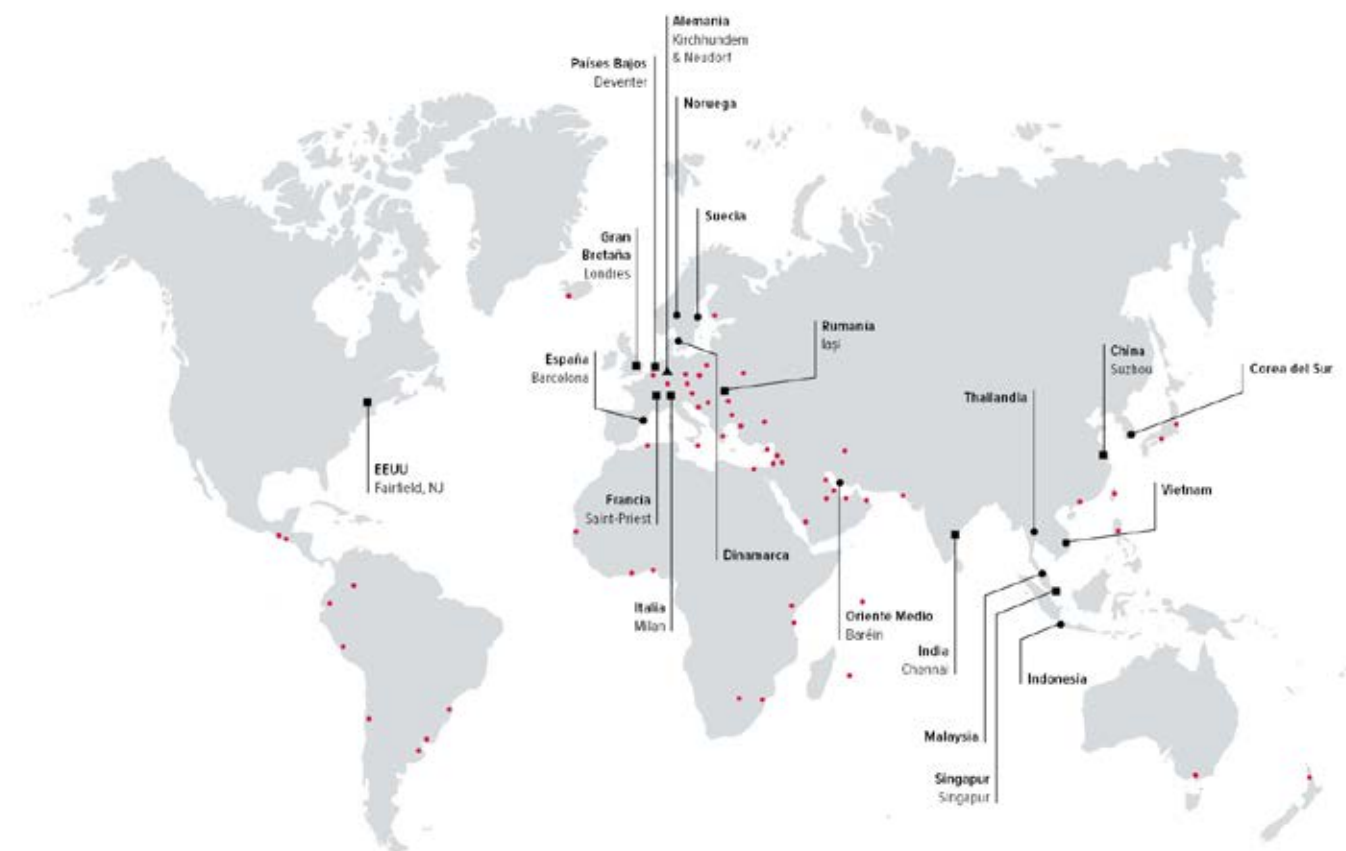 Alemania
Kirchhundem
& Neudorf
Países Bajos
Deventer
Noruega
Suecia
Gran
Bretaña
Londres
Rumanía
Iași
España
Barcelona
China
Suzhou
Corea del Sur
Thailandia
EEUU
Fairfield, NJ
Francia
Saint-Priest
Vietnam
Dinamarca
Italia
Milan
Oriente Medio
Baréin
India
Chennai
Indonesia
Malaysia
Singapur
Singapur